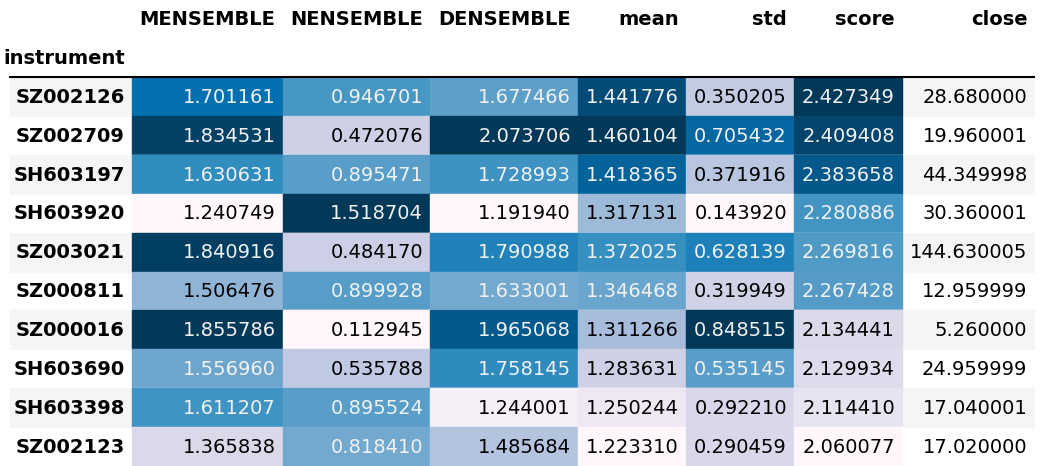 MENSEMBLE NENSEMBLE DENSEMBLE mean std score close
instrument
SZ002126 1.701161 0.946701 1.677466 1.441776 0.350205 2.427349 28.680000
SZ002709 1.834531 0.472076 2.073706 1.460104 0.705432 2.409408 19.960001
SH603197 1.630631 0.895471 1.728993 1.418365 0.371916 2.383658 44.349998
SH603920 1.240749 1.518704 1.191940 1.317131 0.143920 2.280886 30.360001
SZ003021 1.840916 0.484170 1.790988 1.372025 0.628139 2.269816 144.630005
SZ000811 1.506476 0.899928 1.633001 1.346468 0.319949 2.267428 12.959999
SZ000016 1.855786 0.112945 1.965068 1.311266 0.848515 2.134441 5.260000
SH603690 1.556960 0.535788 1.758145 1.283631 0.535145 2.129934 24.959999
SH603398 1.611207 0.895524 1.244001 1.250244 0.292210 2.114410 17.040001
SZ002123 1.365838 0.818410 1.485684 1.223310 0.290459 2.060077 17.020000